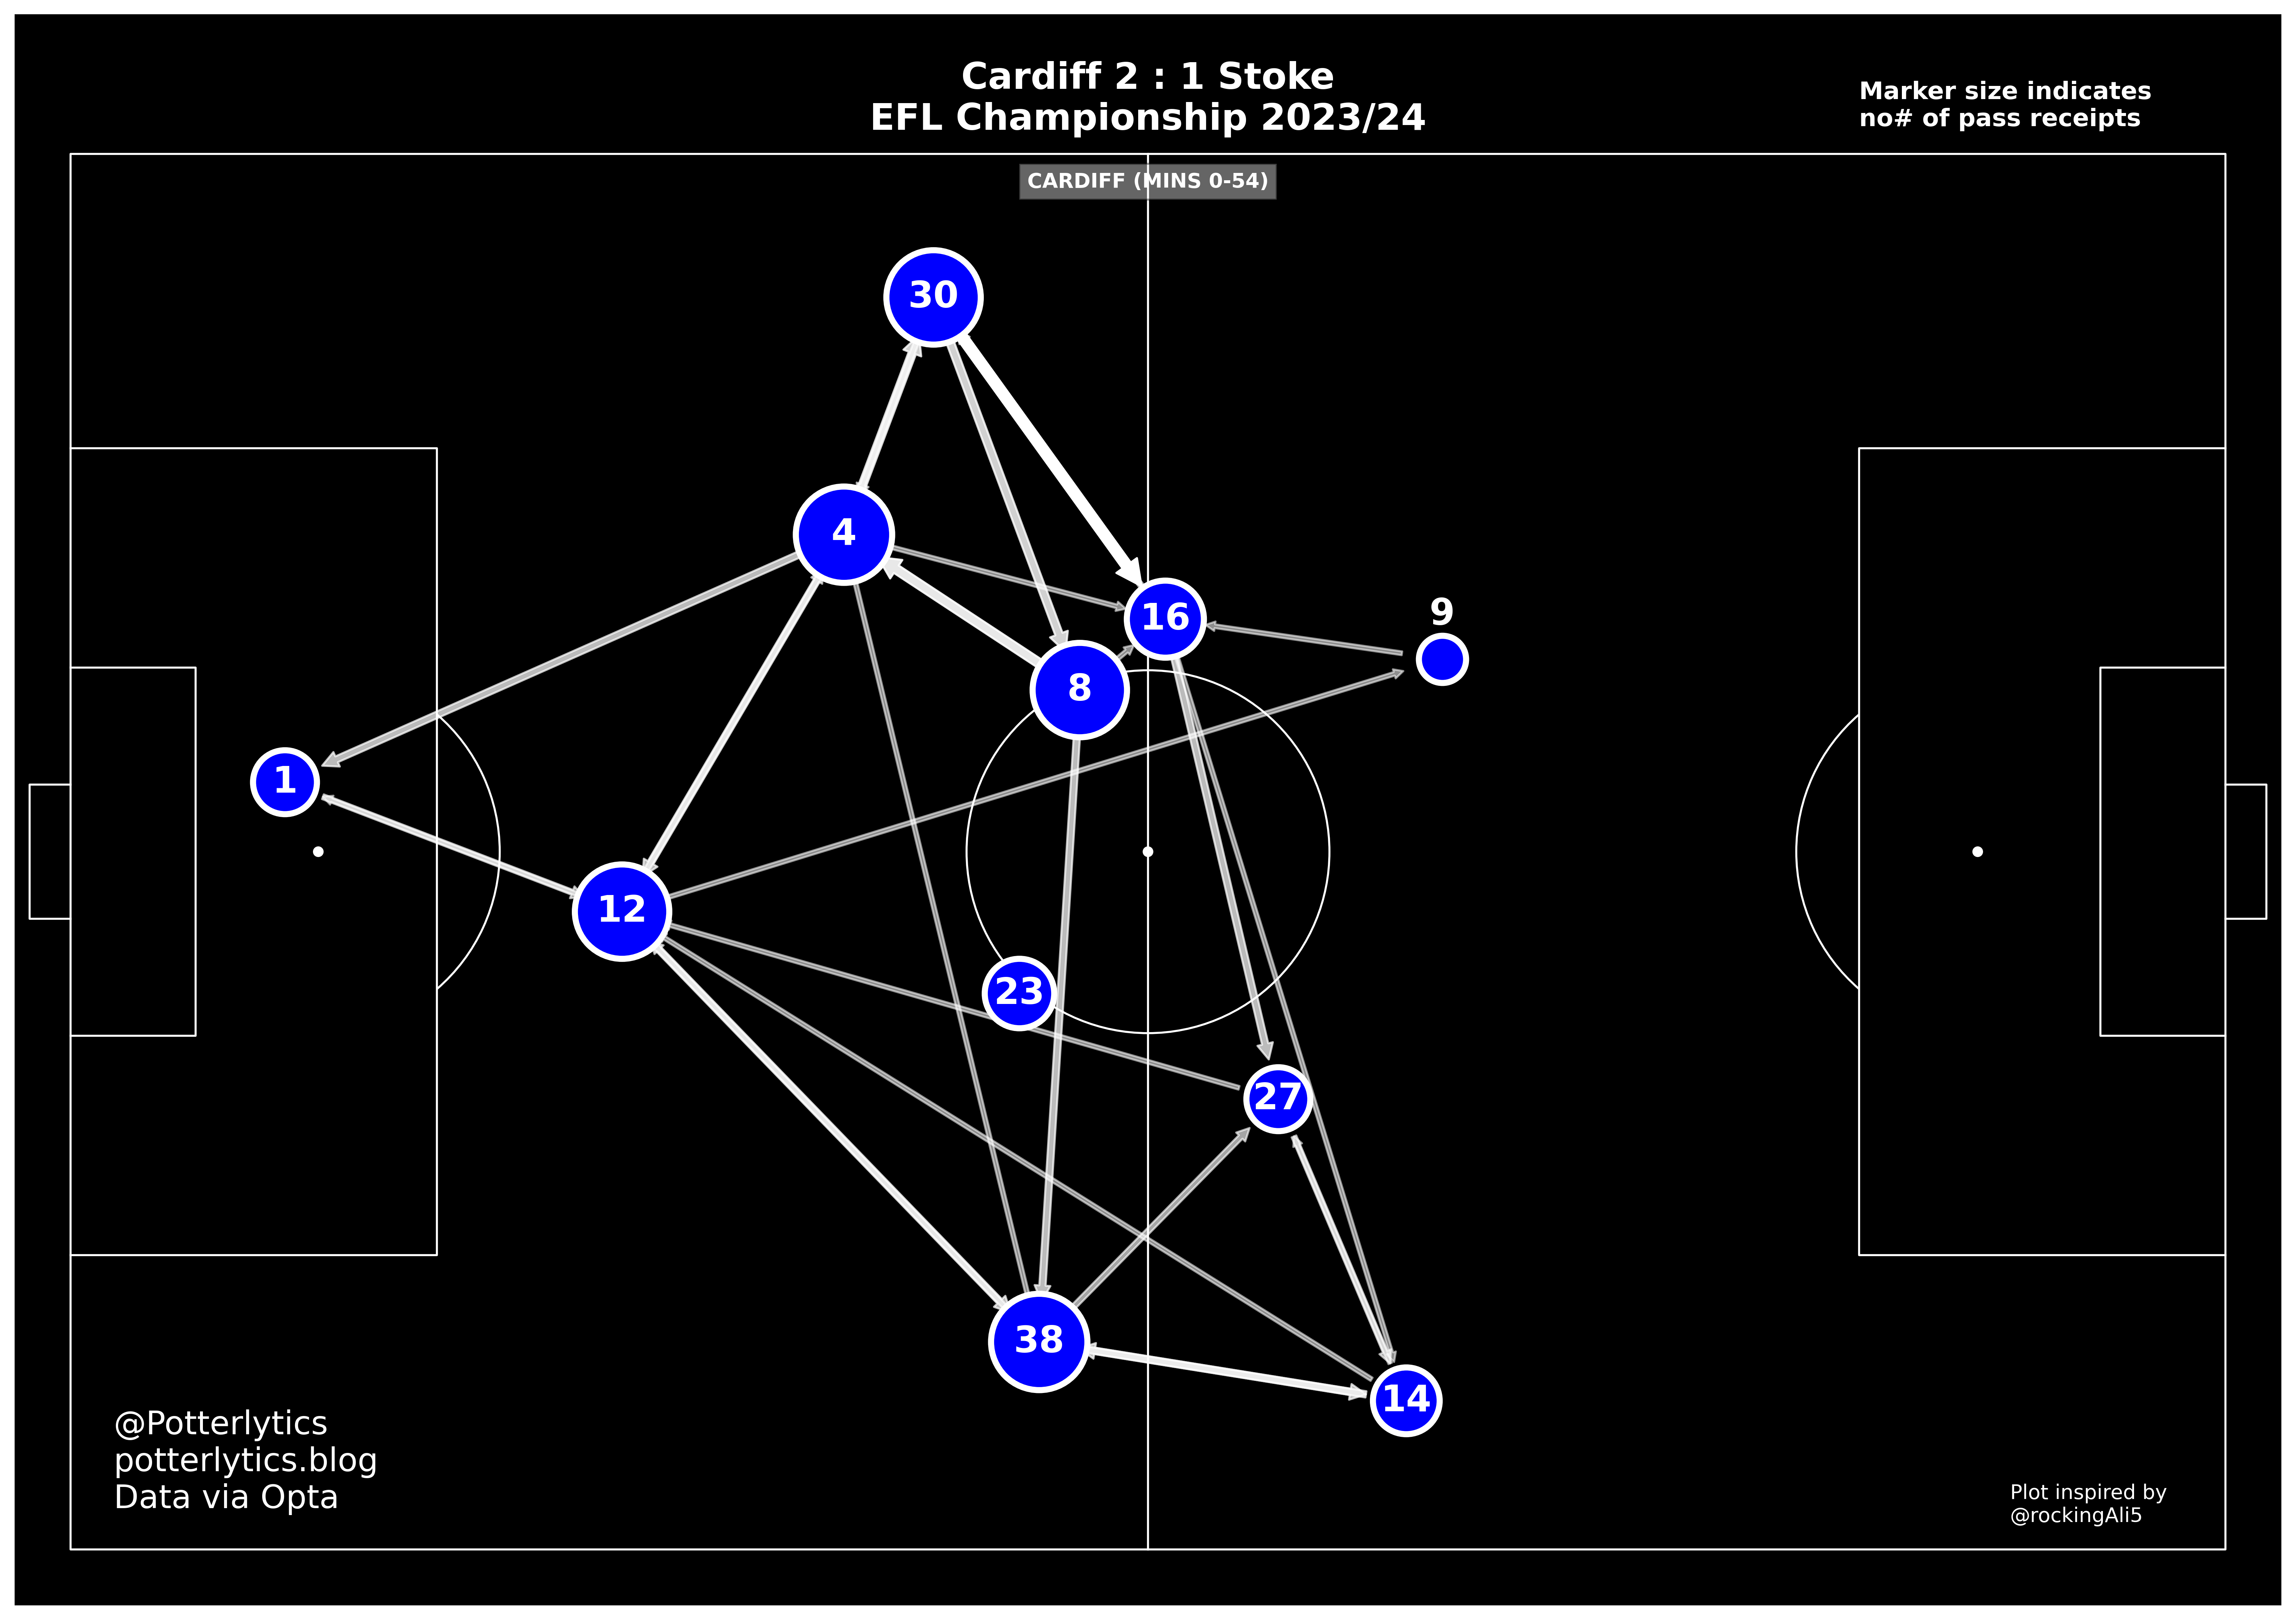 Cardiff 2 : 1 Stoke
EFL Championship 2023/24
Marker size indicates
no# of pass receipts
CARDIFF (MINS 0-54)
30
4
16
9
8
1
12
23
27
38
14
@Potterlytics
potterlytics.blog
Data via Opta
Plot inspired by
@rockingAli5